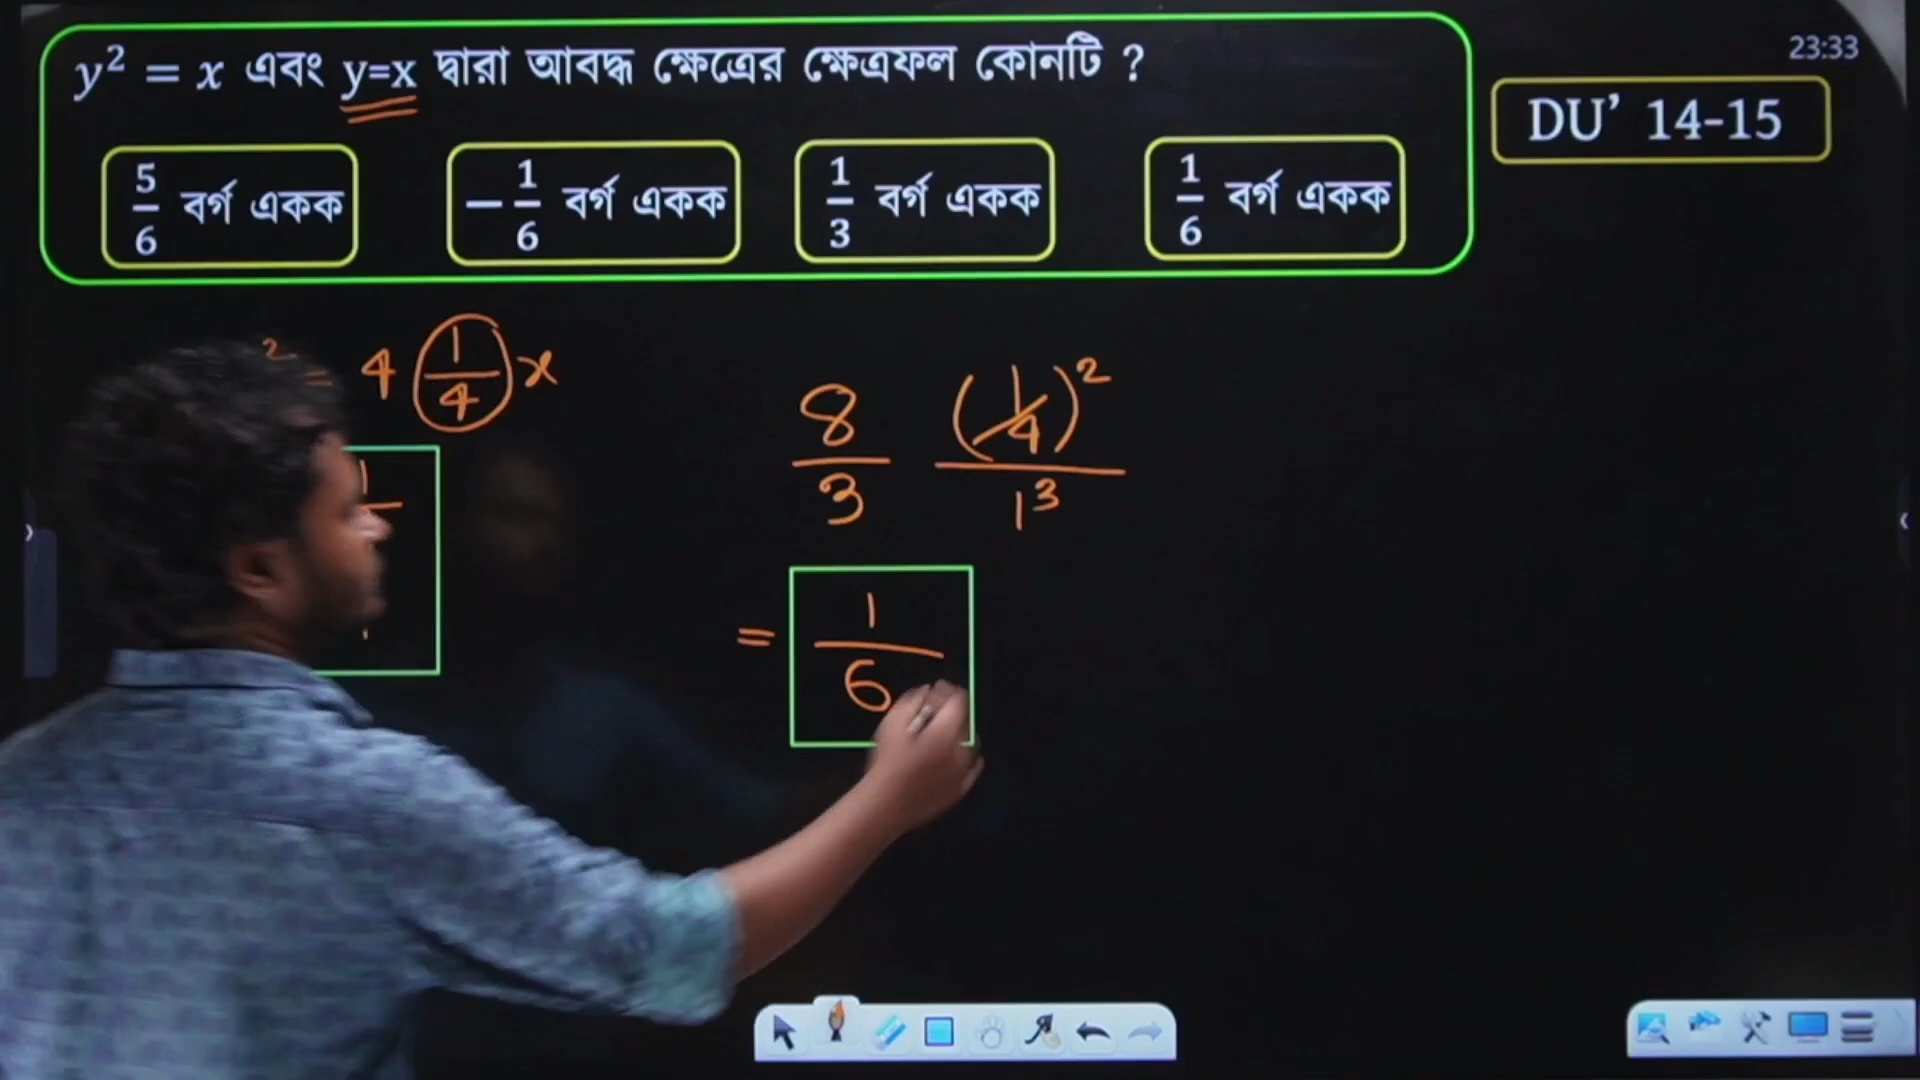 23:33
y² = x এবং y=x দ্বারা আবদ্ধ ক্ষেত্রের ক্ষেত্রফল কোনটি ?
DU’ 14-15
5/6 বর্গ একক
−1/6 বর্গ একক
1/3 বর্গ একক
1/6 বর্গ একক
² = 4 (1/4) x
8/3 (1/4)²/1³
= 1/6